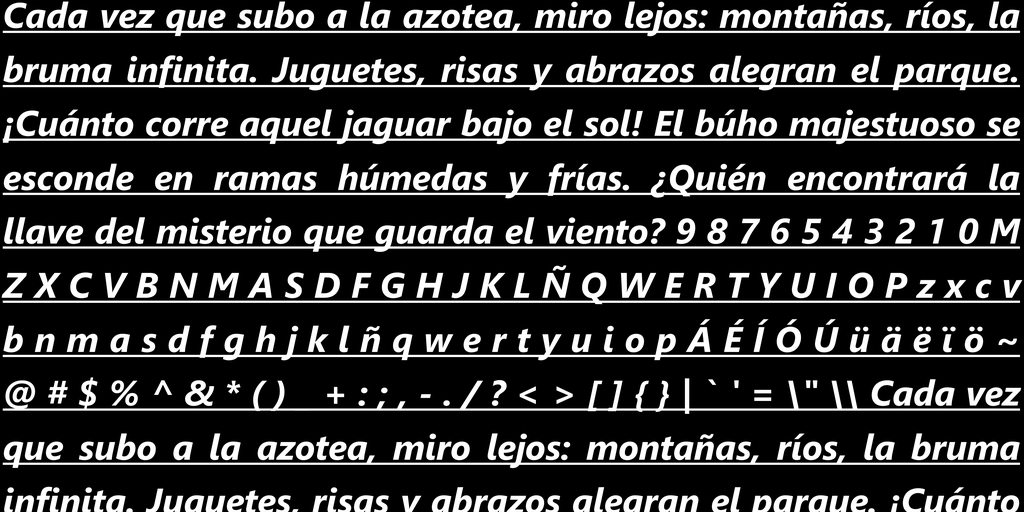 Cada vez que subo a la azotea, miro lejos: montañas, ríos, la
bruma infinita. Juguetes, risas y abrazos alegran el parque.
¡Cuánto corre aquel jaguar bajo el sol! El búho majestuoso se
esconde en ramas húmedas y frías. ¿Quién encontrará la
llave del misterio que guarda el viento? 9 8 7 6 5 4 3 2 1 0 M
Z X C V B N M A S D F G H J K L Ñ Q W E R T Y U I O P z x c v
b n m a s d f g h j k l ñ q w e r t y u i o p Á É Í Ó Ú ü ä ë ï ö ~
@ # $ % ^ & * ( ) + : ; , - . / ? < > [ ] { } | ` ' = \ " \\ Cada vez
que subo a la azotea, miro lejos: montañas, ríos, la bruma
infinita. Juguetes, risas y abrazos alegran el parque. ¡Cuánto